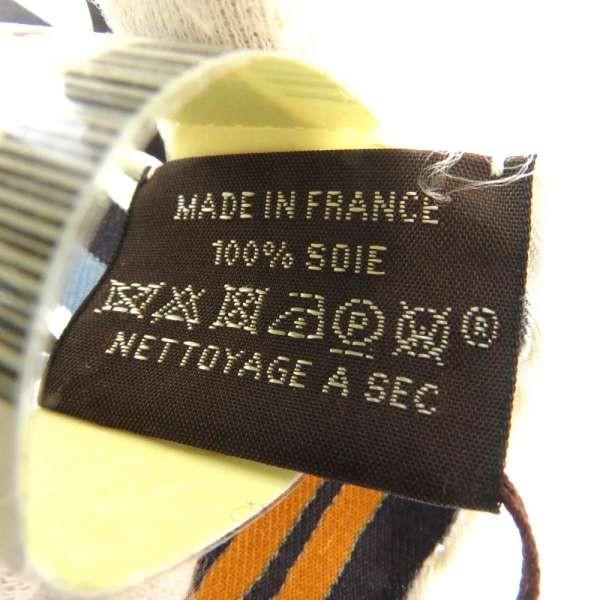 MADE IN FRANCE
100% SOIE
P ®
NETTOYAGE A SEC